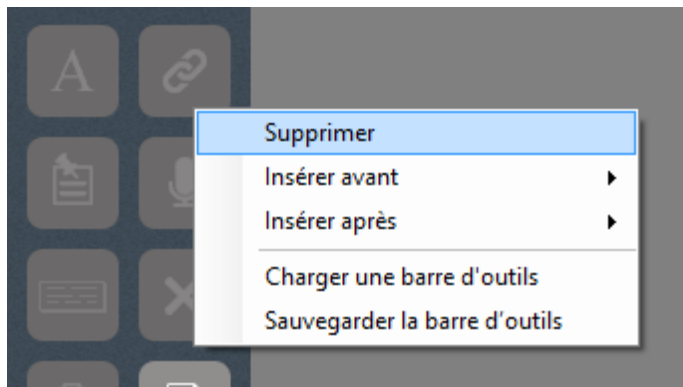 A
Supprimer
Insérer avant
Insérer après
Charger une barre d'outils
Sauvegarder la barre d'outils